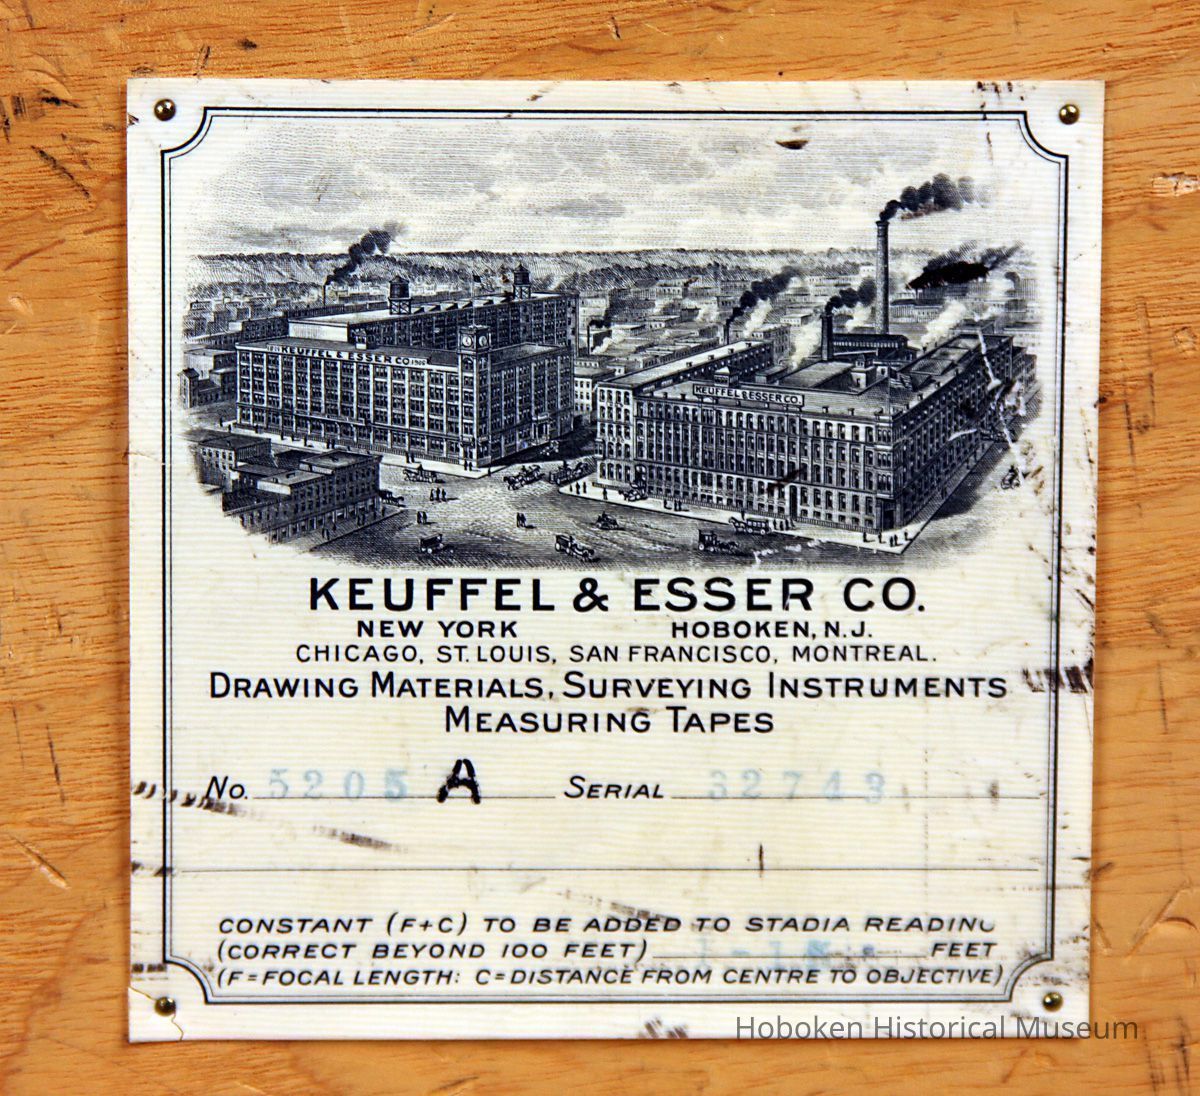 KEUFFEL & ESSER CO.
KEUFFEL & ESSER CO.
KEUFFEL & ESSER CO.
NEW YORK HOBOKEN, N.J.
CHICAGO, ST. LOUIS, SAN FRANCISCO, MONTREAL.
DRAWING MATERIALS, SURVEYING INSTRUMENTS
MEASURING TAPES
No. 5205 A SERIAL 32743
CONSTANT (F+C) TO BE ADDED TO STADIA READING
(CORRECT BEYOND 100 FEET) FEET
(F=FOCAL LENGTH: C=DISTANCE FROM CENTRE TO OBJECTIVE)
Hoboken Historical Museum